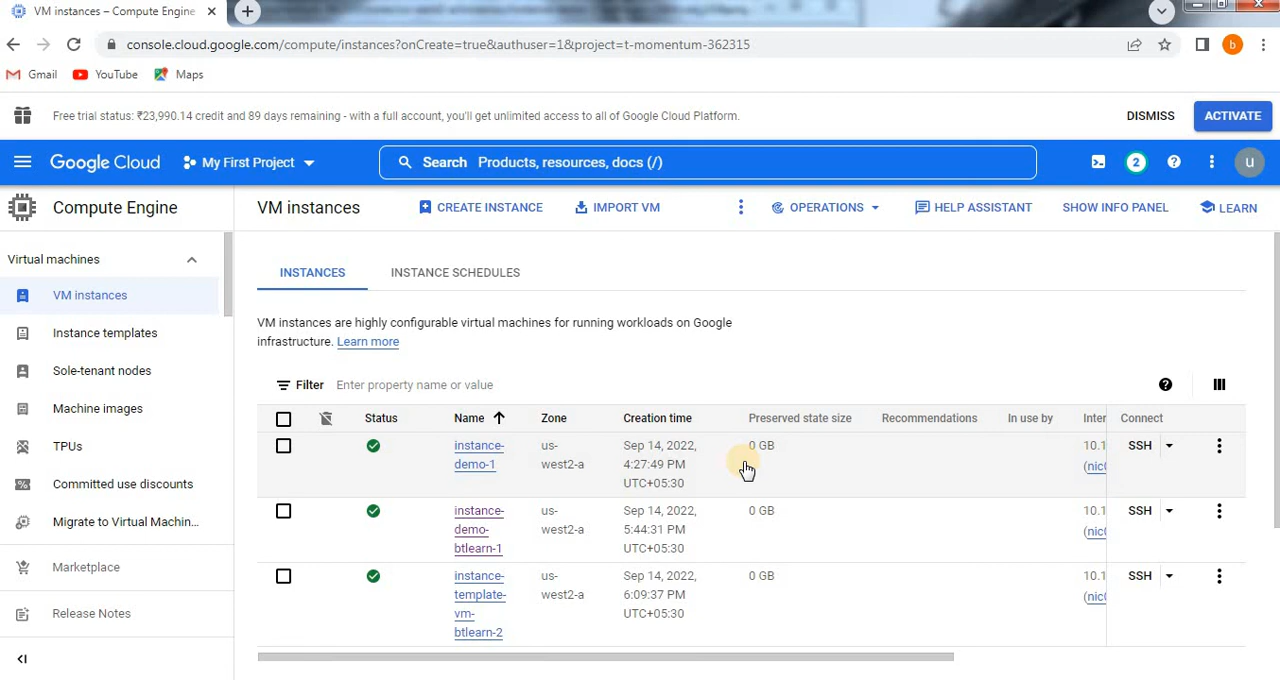 VM instances – Compute Engine
console.cloud.google.com/compute/instances?onCreate=true&authuser=1&project=t-momentum-362315
b
Gmail YouTube Maps
Free trial status: ₹23,990.14 credit and 89 days remaining - with a full account, you'll get unlimited access to all of Google Cloud Platform.
DISMISS ACTIVATE
Google Cloud My First Project Search Products, resources, docs (/) 2 u
Compute Engine
VM instances CREATE INSTANCE IMPORT VM OPERATIONS HELP ASSISTANT SHOW INFO PANEL LEARN
Virtual machines
VM instances
Instance templates
Sole-tenant nodes
Machine images
TPUs
Committed use discounts
Migrate to Virtual Machin...
Marketplace
Release Notes
INSTANCES INSTANCE SCHEDULES
VM instances are highly configurable virtual machines for running workloads on Google
infrastructure. Learn more
Filter Enter property name or value
Status Name Zone Creation time Preserved state size Recommendations In use by Inter Connect
instance- us- Sep 14, 2022, 0 GB 10.1 SSH
demo-1 west2-a 4:27:49 PM (nic0
UTC+05:30
instance- us- Sep 14, 2022, 0 GB 10.1 SSH
demo- west2-a 5:44:31 PM (nic0
btlearn-1 UTC+05:30
instance- us- Sep 14, 2022, 0 GB 10.1 SSH
template- west2-a 6:09:37 PM (nic0
vm- UTC+05:30
btlearn-2